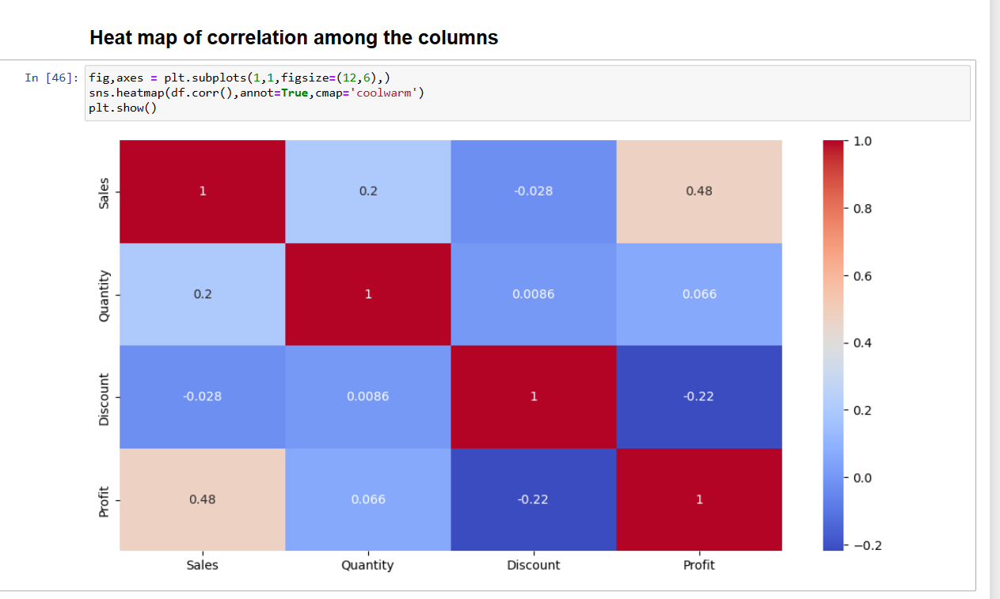 Heat map of correlation among the columns
In [46]: fig,axes = plt.subplots(1,1,figsize=(12,6),)
sns.heatmap(df.corr(),annot=True,cmap='coolwarm')
plt.show()
Sales 1 0.2 -0.028 0.48
Quantity 0.2 1 0.0086 0.066
Discount -0.028 0.0086 1 -0.22
Profit 0.48 0.066 -0.22 1
Sales Quantity Discount Profit
1.0
0.8
0.6
0.4
0.2
0.0
−0.2